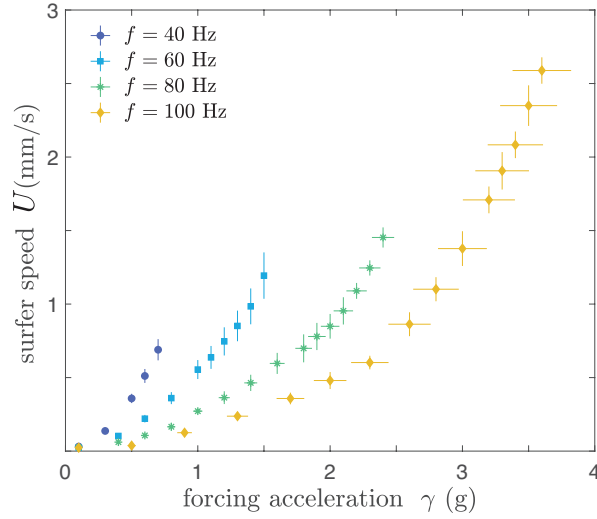 3
2
1
surfer speed U(mm/s)
f = 40 Hz
f = 60 Hz
f = 80 Hz
f = 100 Hz
0 1 2 3 4
forcing acceleration γ (g)